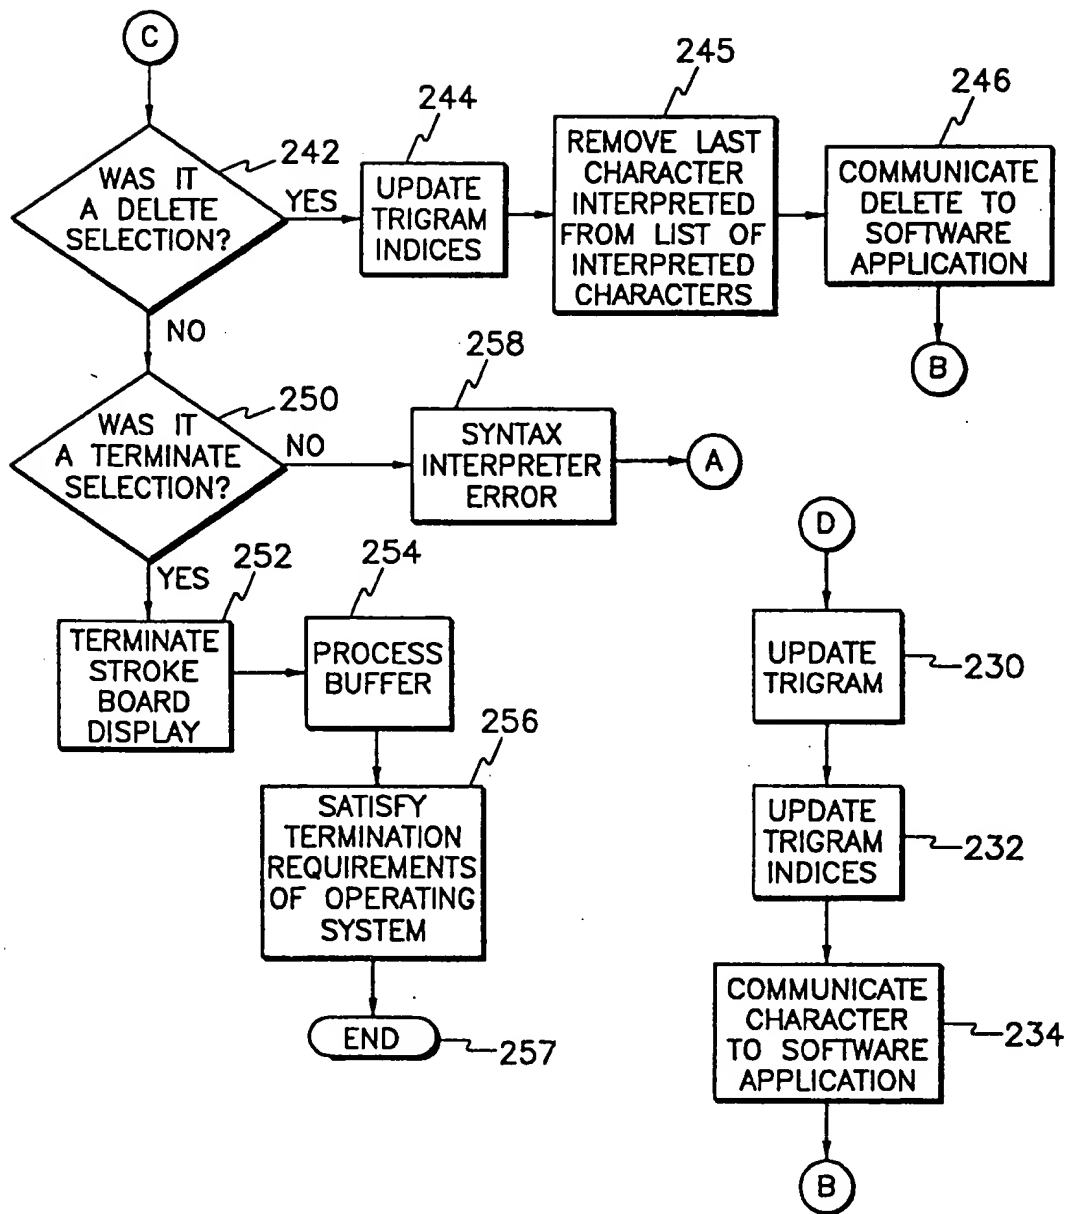 C
242
WAS IT
A DELETE
SELECTION?
YES
NO
244
UPDATE
TRIGRAM
INDICES
245
REMOVE LAST
CHARACTER
INTERPRETED
FROM LIST OF
INTERPRETED
CHARACTERS
246
COMMUNICATE
DELETE TO
SOFTWARE
APPLICATION
B
250
WAS IT
A TERMINATE
SELECTION?
NO
YES
258
SYNTAX
INTERPRETER
ERROR
A
252
TERMINATE
STROKE
BOARD
DISPLAY
254
PROCESS
BUFFER
256
SATISFY
TERMINATION
REQUIREMENTS
OF OPERATING
SYSTEM
END
257
D
UPDATE
TRIGRAM
230
UPDATE
TRIGRAM
INDICES
232
COMMUNICATE
CHARACTER
TO SOFTWARE
APPLICATION
234
B